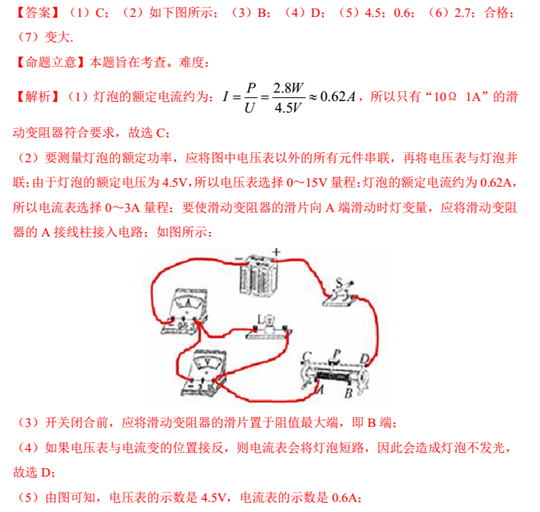 【答案】（1）C；（2）如下图所示；（3）B；（4）D；（5）4.5；0.6；（6）2.7；合格；
（7）变大.
【命题立意】本题旨在考查。难度：
【解析】（1）灯泡的额定电流约为：I = P/U = 2.8W/4.5V ≈ 0.62A，所以只有“10Ω 1A”的滑
动变阻器符合要求，故选 C；
（2）要测量灯泡的额定功率，应将图中电压表以外的所有元件串联，再将电压表与灯泡并
联；由于灯泡的额定电压为 4.5V，所以电压表选择 0～15V 量程；灯泡的额定电流约为 0.62A，
所以电流表选择 0～3A 量程；要使滑动变阻器的滑片向 A 端滑动时灯变量，应将滑动变阻
器的 A 接线柱接入电路；如图所示：
− +
S
A
L
C P D
V
A B
（3）开关闭合前，应将滑动变阻器的滑片置于阻值最大端，即 B 端；
（4）如果电压表与电流变的位置接反，则电流表会将灯泡短路，因此会造成灯泡不发光，
故选 D；
（5）由图可知，电压表的示数是 4.5V，电流表的示数是 0.6A；